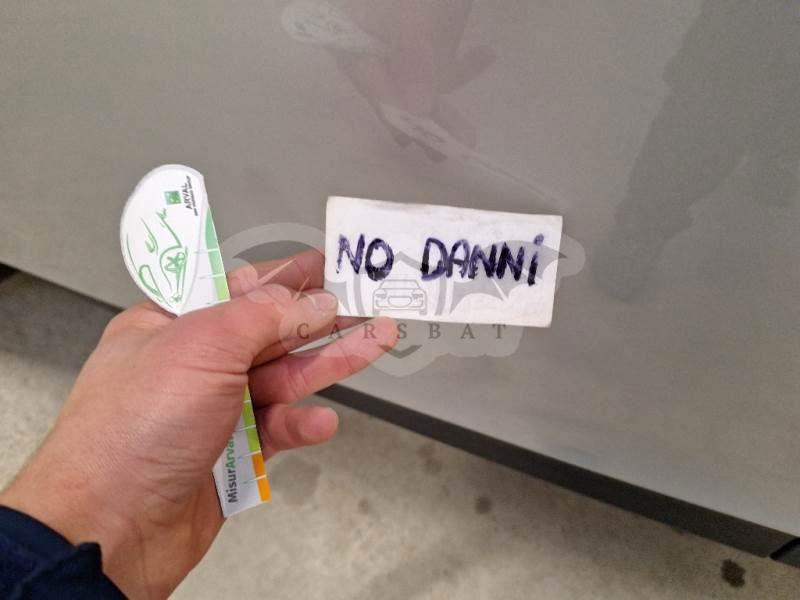 ARVAL
NO DANNi
CARSBAT
MisurArval